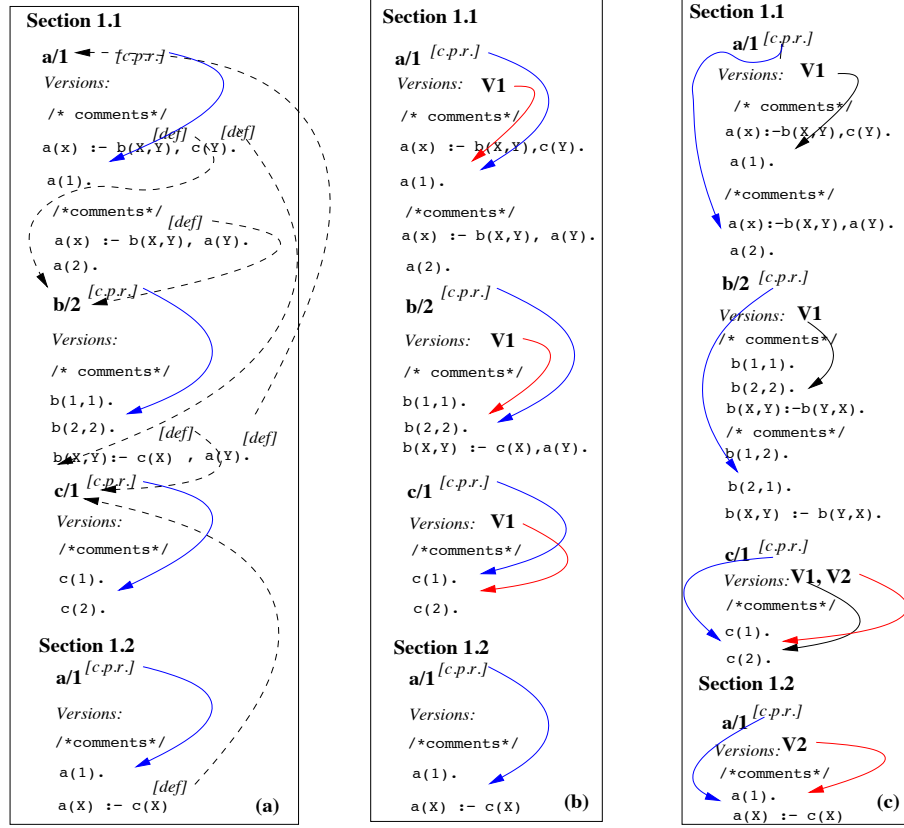 Section 1.1
a/1 [c.p.r.]
Versions:
/* comments*/
[def] [def]
a(x) :- b(X,Y), c(Y).
a(1).
/*comments*/
[def]
a(x) :- b(X,Y), a(Y).
a(2).
b/2 [c.p.r.]
Versions:
/* comments*/
b(1,1).
b(2,2).
[def] [def]
b(X,Y):- c(X) , a(Y).
c/1 [c.p.r.]
Versions:
/*comments*/
c(1).
c(2).
Section 1.2
a/1 [c.p.r.]
Versions:
/*comments*/
a(1).
[def]
a(X) :- c(X)
(a)
Section 1.1
a/1 [c.p.r.]
Versions: V1
/* comments*/
a(x) :- b(X,Y),c(Y).
a(1).
/*comments*/
a(x) :- b(X,Y), a(Y).
a(2).
b/2 [c.p.r.]
Versions: V1
/* comments*/
b(1,1).
b(2,2).
b(X,Y) :- c(X),a(Y).
c/1 [c.p.r.]
Versions: V1
/*comments*/
c(1).
c(2).
Section 1.2
a/1 [c.p.r.]
Versions:
/*comments*/
a(1).
a(X) :- c(X)
(b)
Section 1.1
a/1 [c.p.r.]
Versions: V1
/* comments*/
a(x):-b(X,Y),c(Y).
a(1).
/*comments*/
a(x):-b(X,Y),a(Y).
a(2).
b/2 [c.p.r.]
Versions: V1
/* comments*/
b(1,1).
b(2,2).
b(X,Y):-b(Y,X).
/* comments*/
b(1,2).
b(2,1).
b(X,Y) :- b(Y,X).
c/1 [c.p.r.]
Versions: V1, V2
/*comments*/
c(1).
c(2).
Section 1.2
a/1 [c.p.r.]
Versions: V2
/*comments*/
a(1).
a(X) :- c(X)
(c)